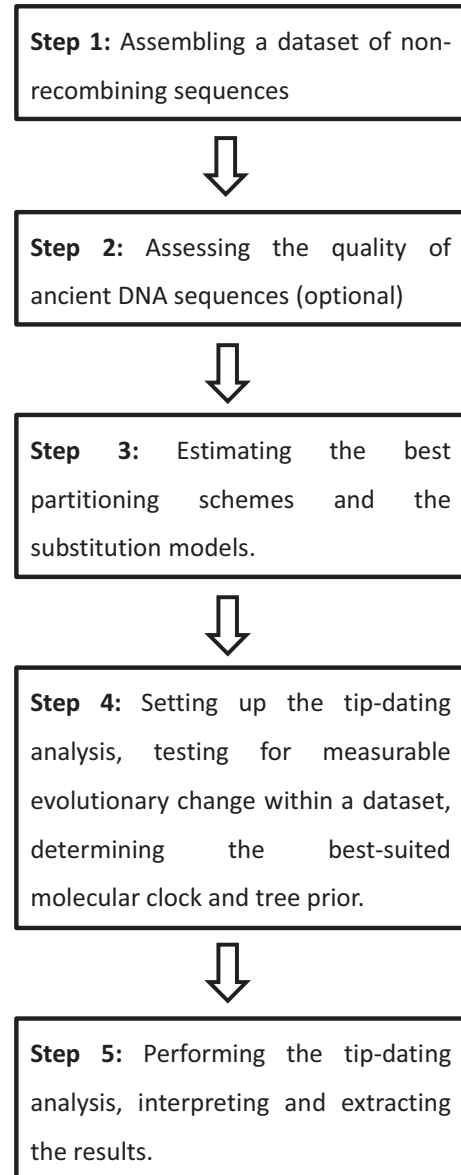 Step 1: Assembling a dataset of non-
recombining sequences
Step 2: Assessing the quality of
ancient DNA sequences (optional)
Step 3: Estimating the best
partitioning schemes and the
substitution models.
Step 4: Setting up the tip-dating
analysis, testing for measurable
evolutionary change within a dataset,
determining the best-suited
molecular clock and tree prior.
Step 5: Performing the tip-dating
analysis, interpreting and extracting
the results.